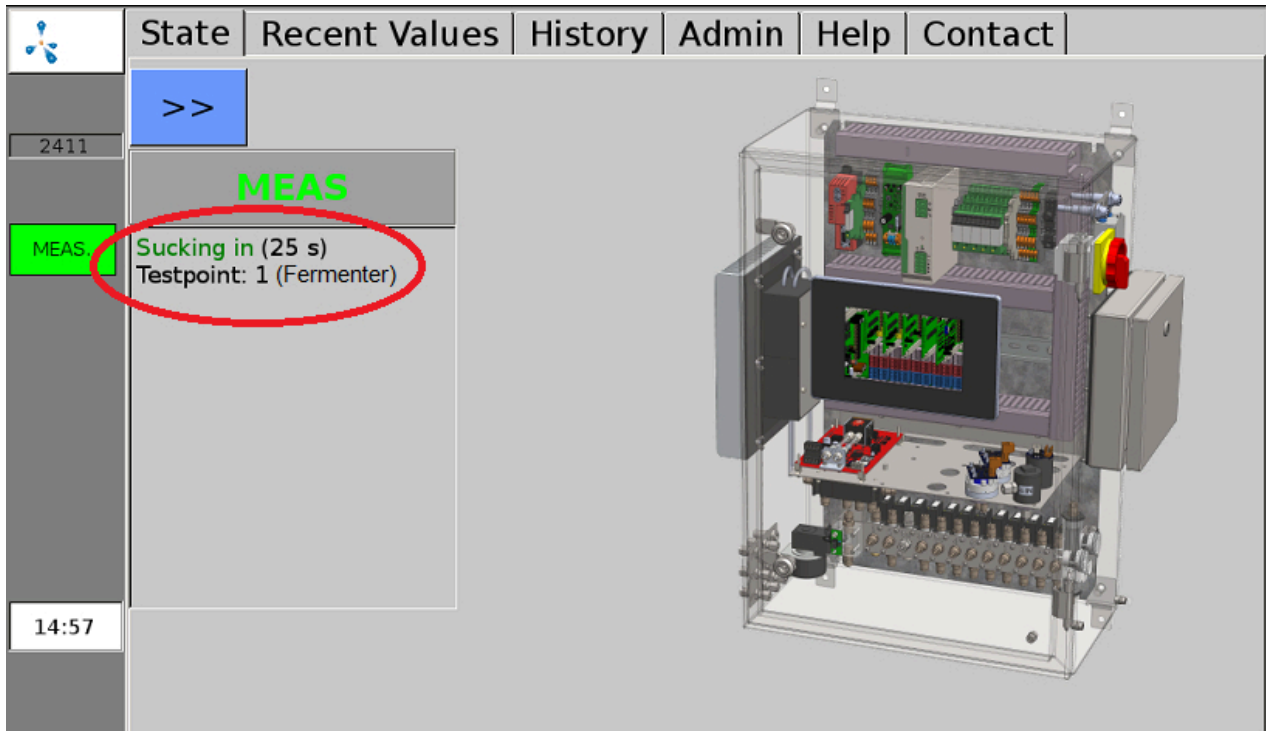 State Recent Values History Admin Help Contact
>>
2411
MEAS
MEAS.
Sucking in (25 s)
Testpoint: 1 (Fermenter)
14:57